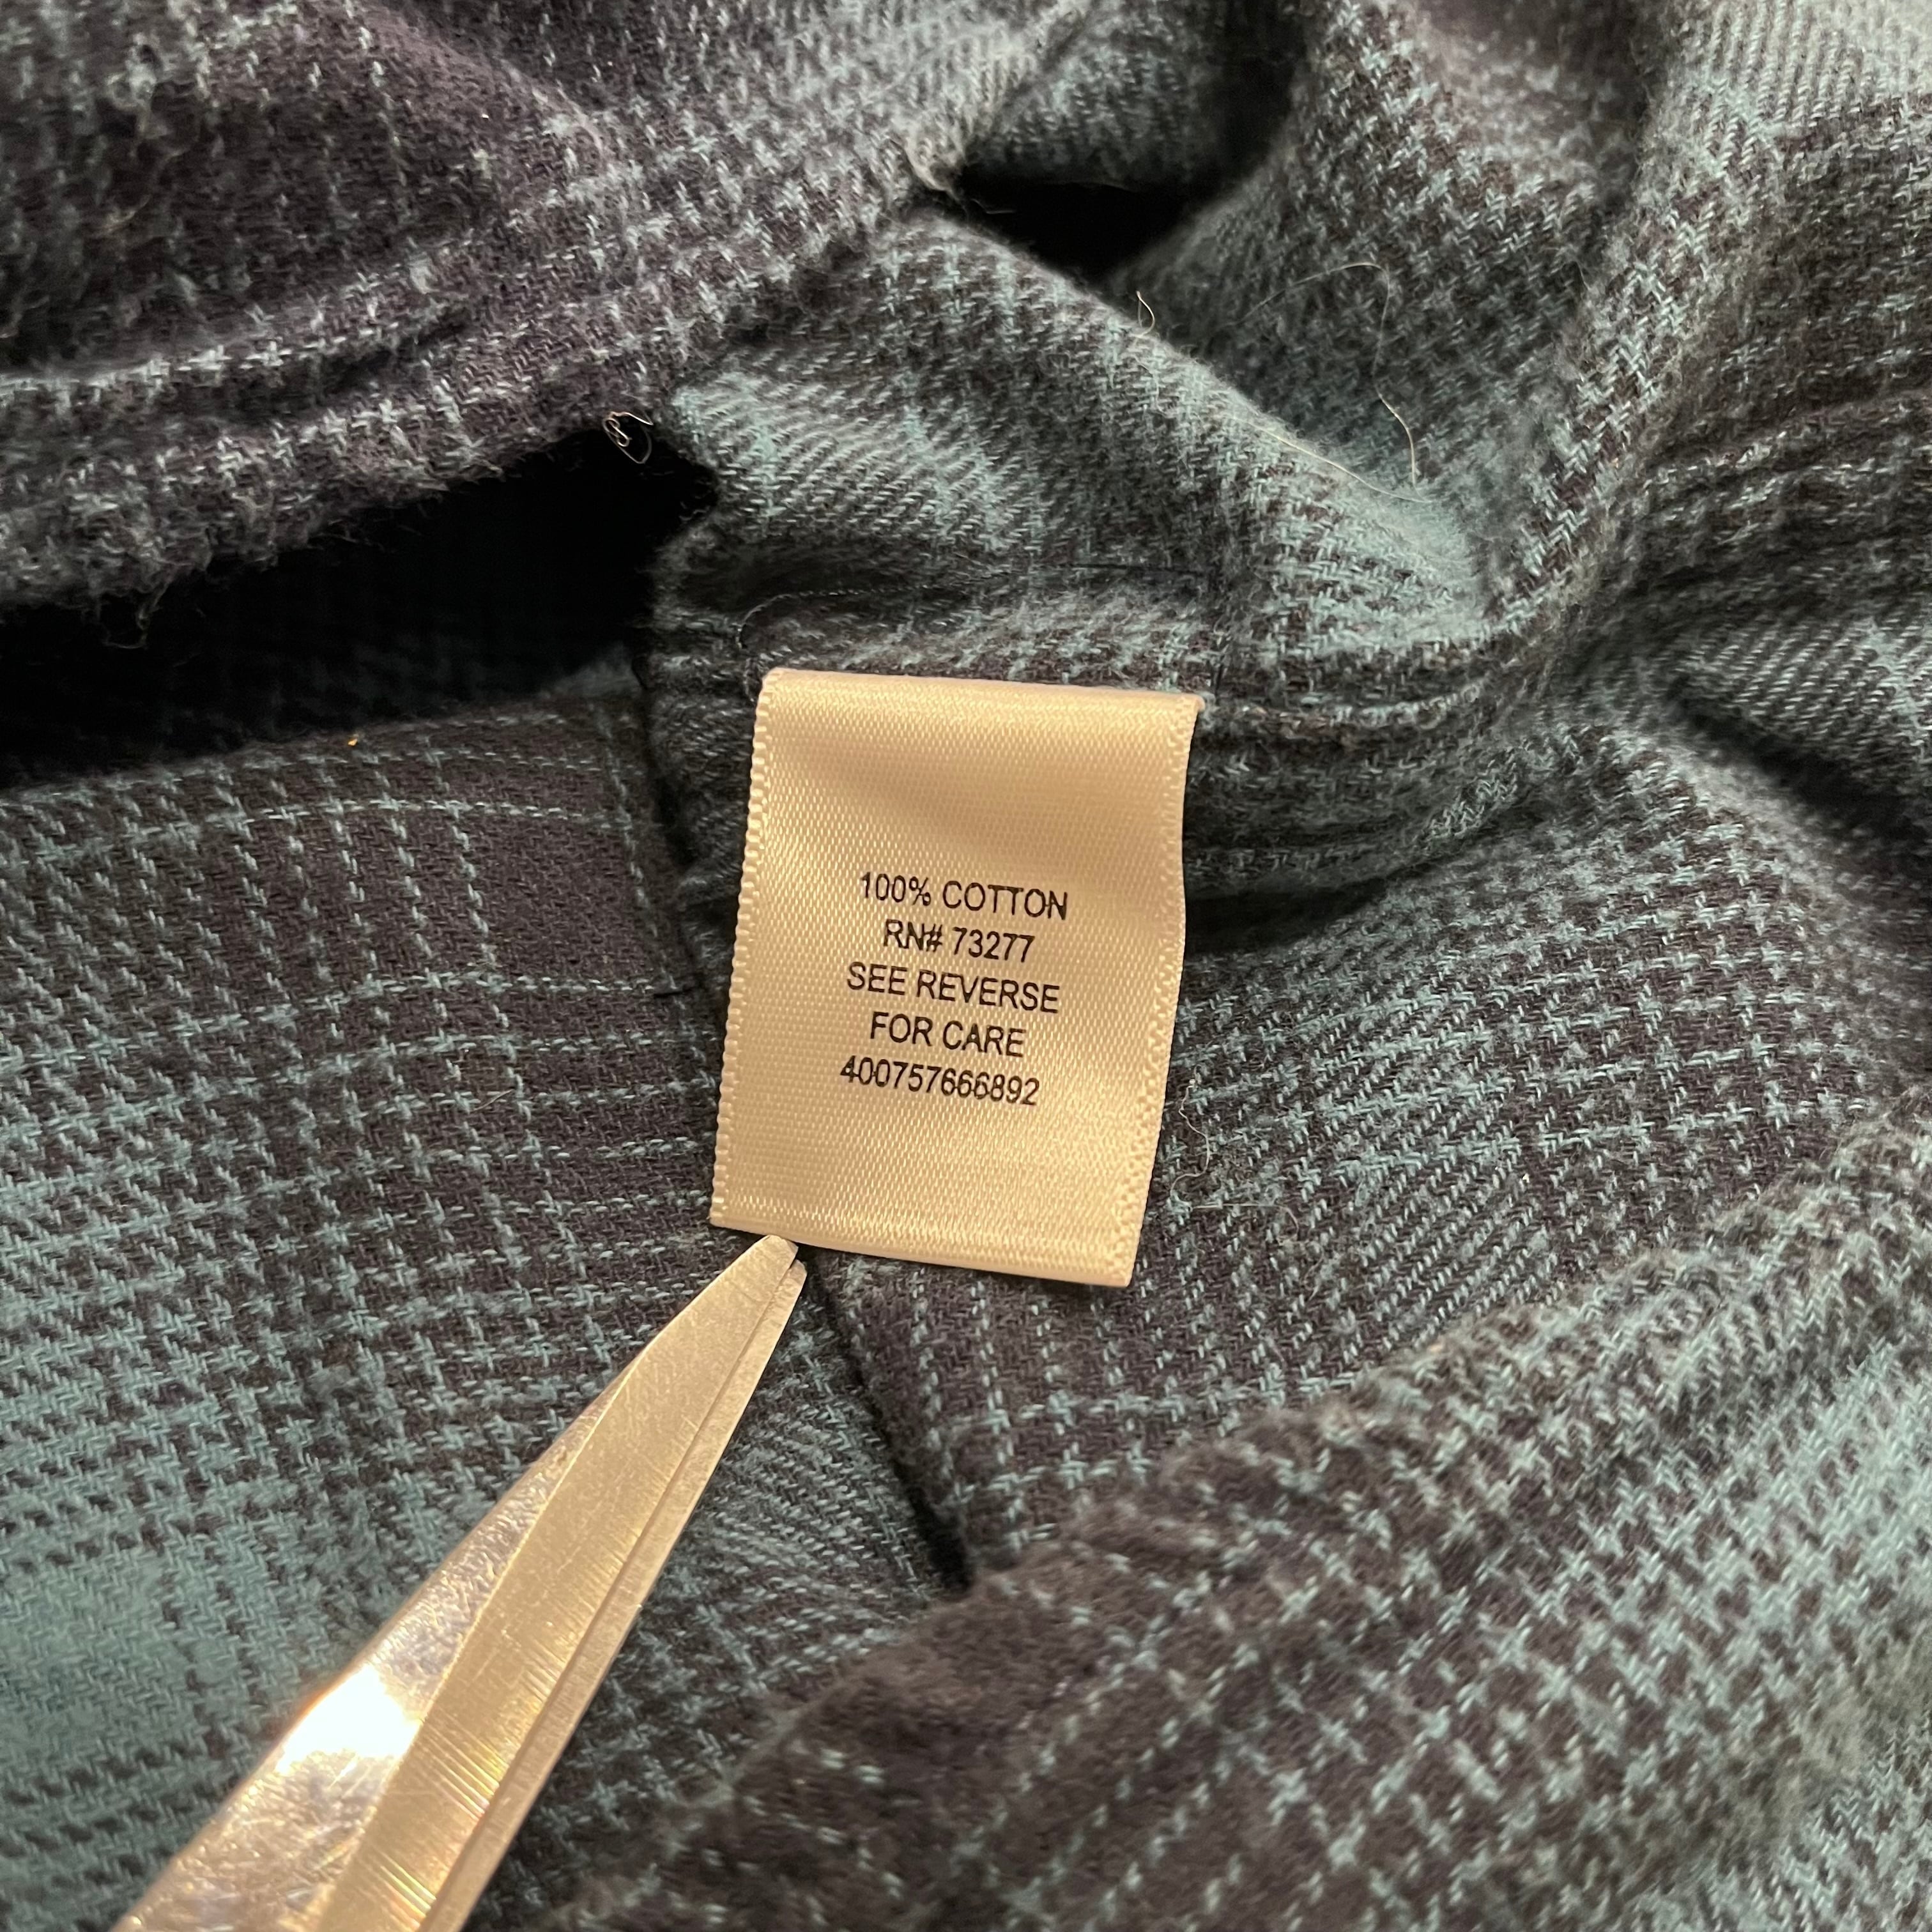 100% COTTON
RN# 73277
SEE REVERSE
FOR CARE
400757666892